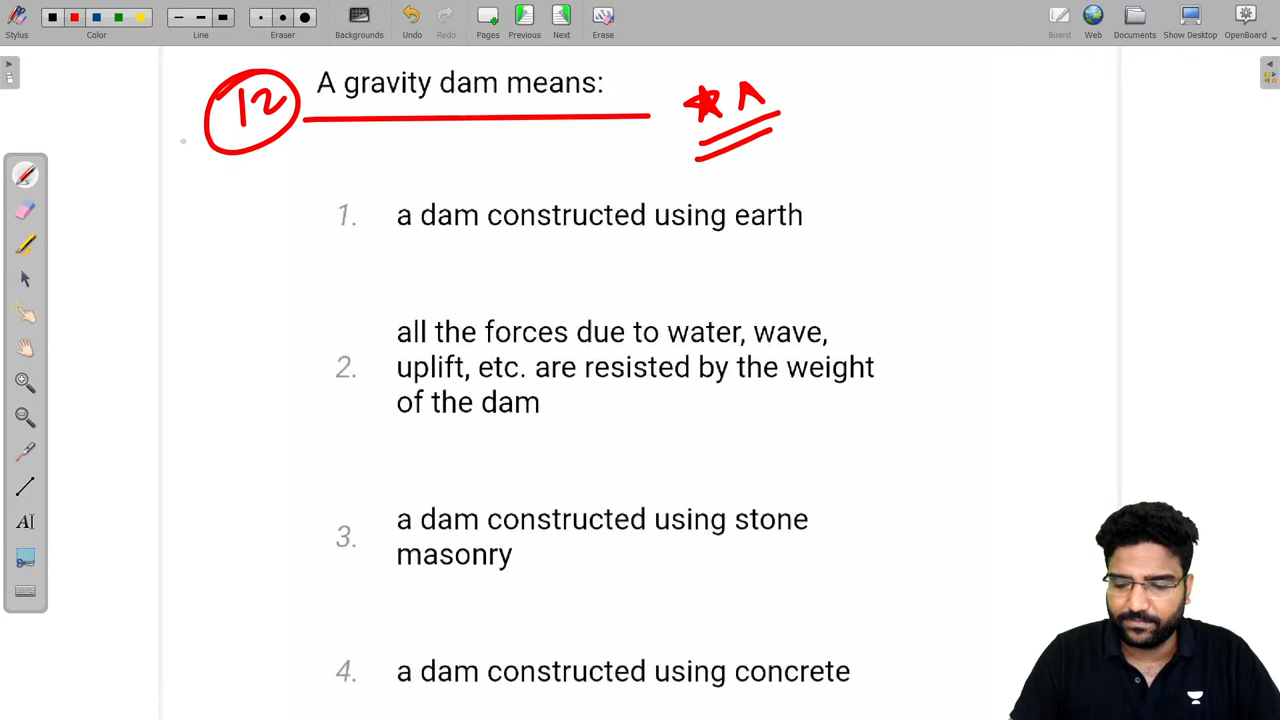 Stylus
Color
Line
Eraser
Backgrounds
Undo
Redo
Pages
Previous
Next
Erase
Board
Web
Documents
Show Desktop
OpenBoard
12 A gravity dam means:
1. a dam constructed using earth
all the forces due to water, wave,
2. uplift, etc. are resisted by the weight
of the dam
3. a dam constructed using stone
masonry
4. a dam constructed using concrete
AI